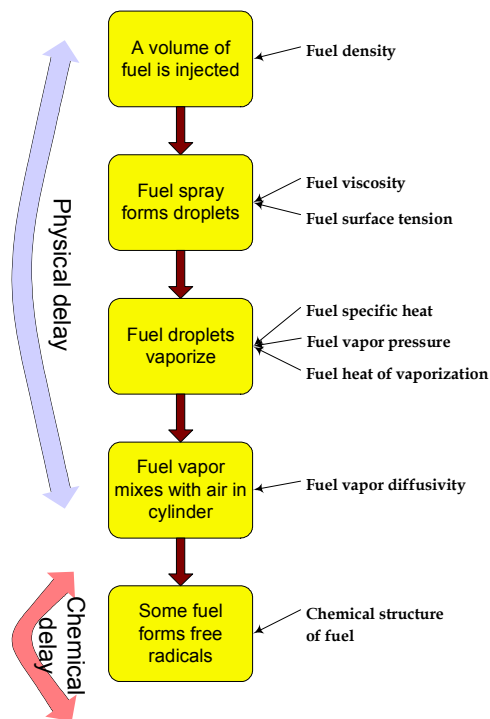 A volume of
fuel is injected
Fuel density
Physical delay
Fuel spray
forms droplets
Fuel viscosity
Fuel surface tension
Fuel droplets
vaporize
Fuel specific heat
Fuel vapor pressure
Fuel heat of vaporization
Fuel vapor
mixes with air in
cylinder
Fuel vapor diffusivity
Chemical
delay
Some fuel
forms free
radicals
Chemical structure
of fuel